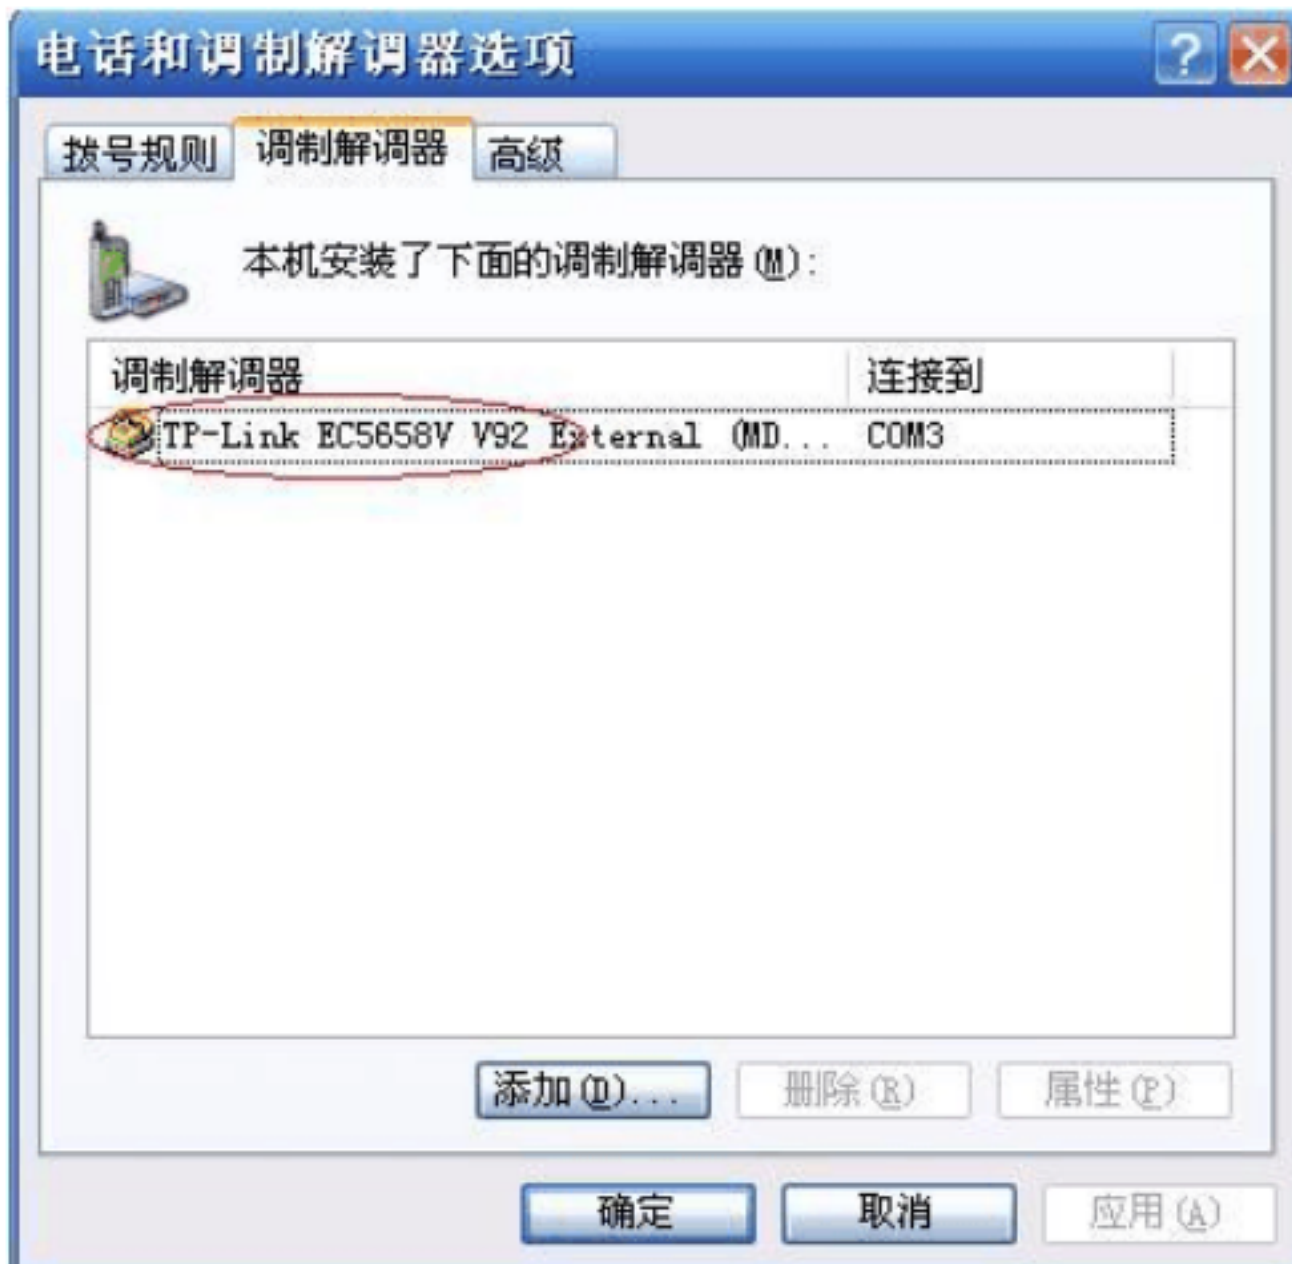 电话和调制解调器选项
拨号规则 调制解调器 高级
本机安装了下面的调制解调器(M):
调制解调器 连接到
TP-Link EC5658V V92 External (MD... COM3
添加(D)... 删除(R) 属性(P)
确定 取消 应用(A)